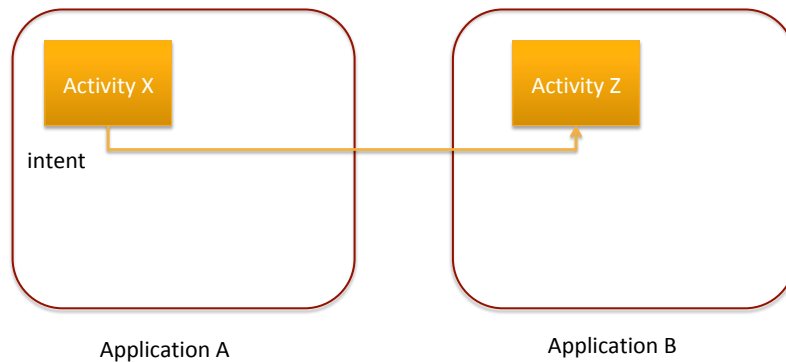 Activity X
Activity Z
intent
Application A
Application B